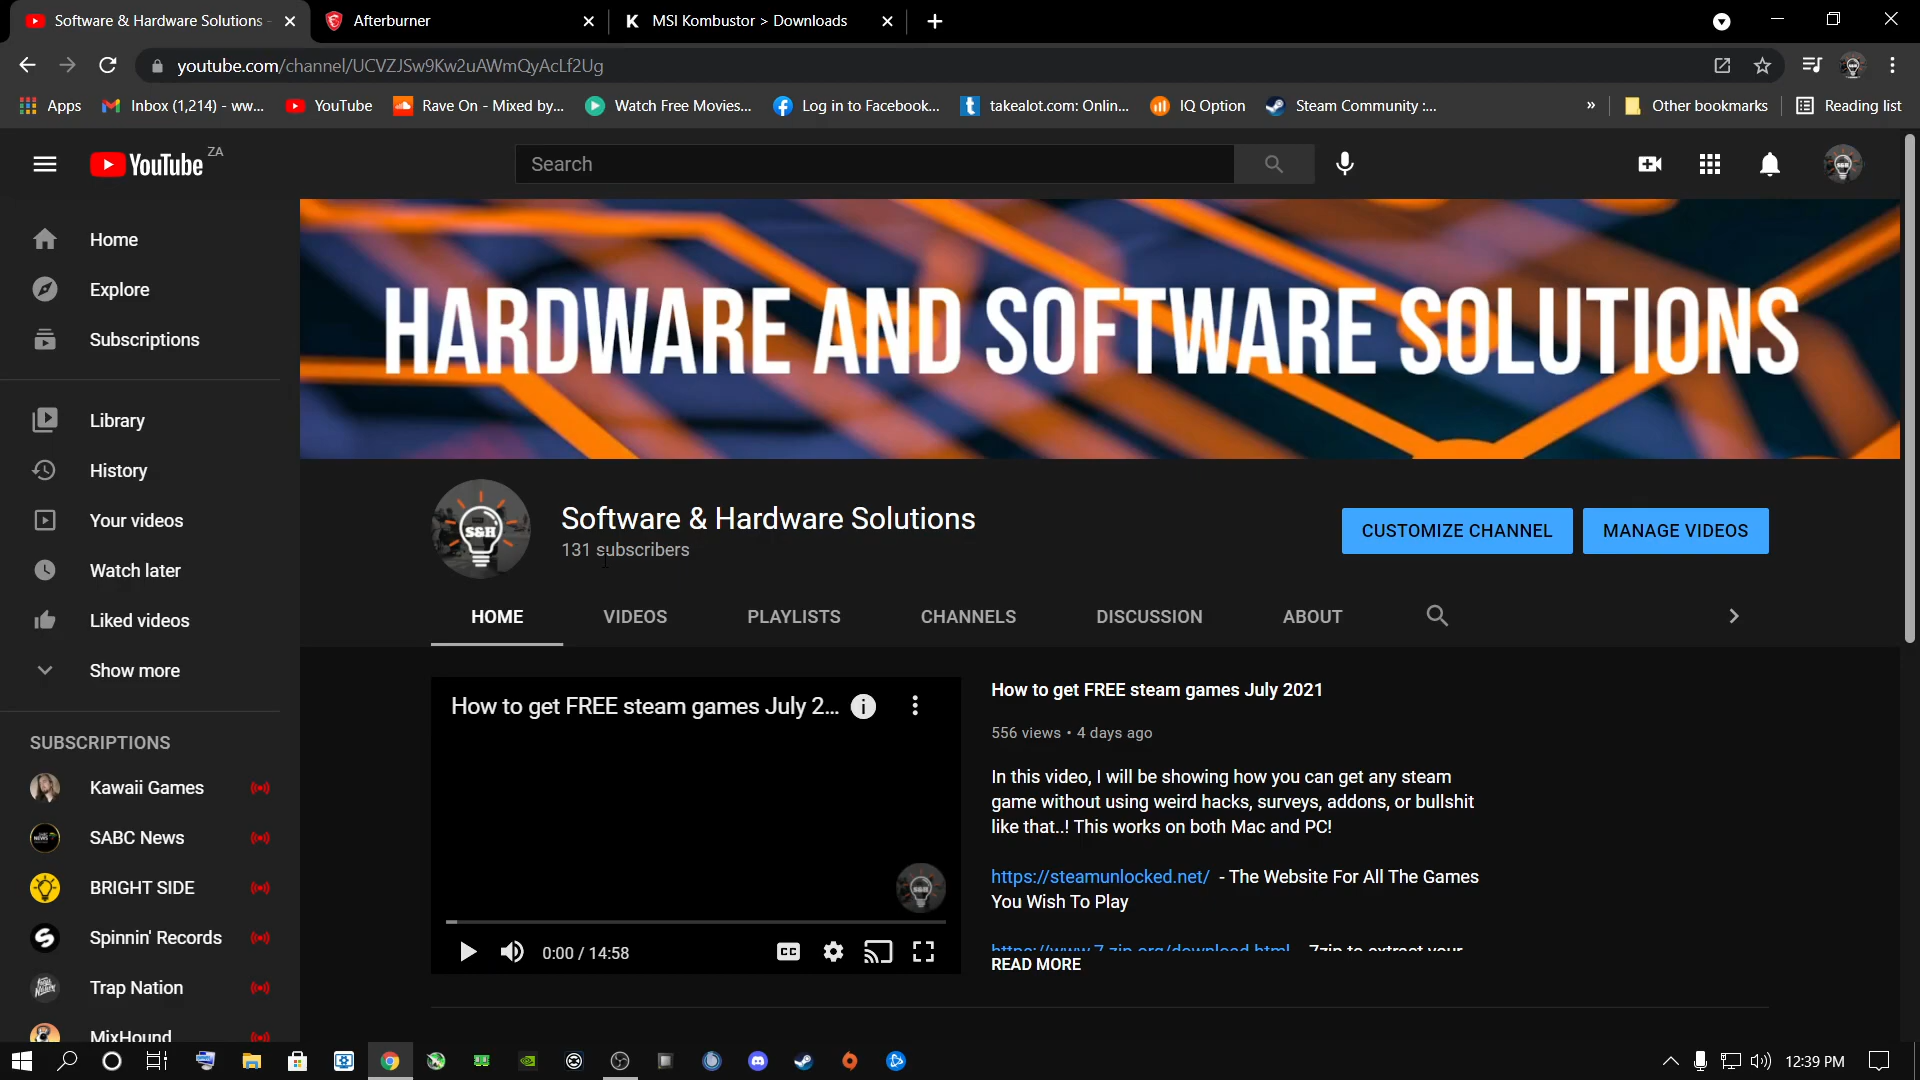 Software & Hardware Solutions -
Afterburner
MSI Kombustor > Downloads
youtube.com/channel/UCVZJSw9Kw2uAWmQyAcLf2Ug
Apps
Inbox (1,214) - ww...
YouTube
Rave On - Mixed by...
Watch Free Movies...
Log in to Facebook...
takealot.com: Onlin...
IQ Option
Steam Community :...
»
Other bookmarks
Reading list
YouTube ZA
Search
Home
Explore
Subscriptions
Library
History
Your videos
Watch later
Liked videos
Show more
SUBSCRIPTIONS
Kawaii Games
SABC News
BRIGHT SIDE
Spinnin' Records
Trap Nation
MixHound
HARDWARE AND SOFTWARE SOLUTIONS
S&H
Software & Hardware Solutions
131 subscribers
CUSTOMIZE CHANNEL
MANAGE VIDEOS
HOME
VIDEOS
PLAYLISTS
CHANNELS
DISCUSSION
ABOUT
How to get FREE steam games July 2...
0:00 / 14:58
CC
How to get FREE steam games July 2021
556 views • 4 days ago
In this video, I will be showing how you can get any steam
game without using weird hacks, surveys, addons, or bullshit
like that..! This works on both Mac and PC!
https://steamunlocked.net/ - The Website For All The Games
You Wish To Play
https://www.7-zip.org/download.html - 7zip to extract your
READ MORE
12:39 PM